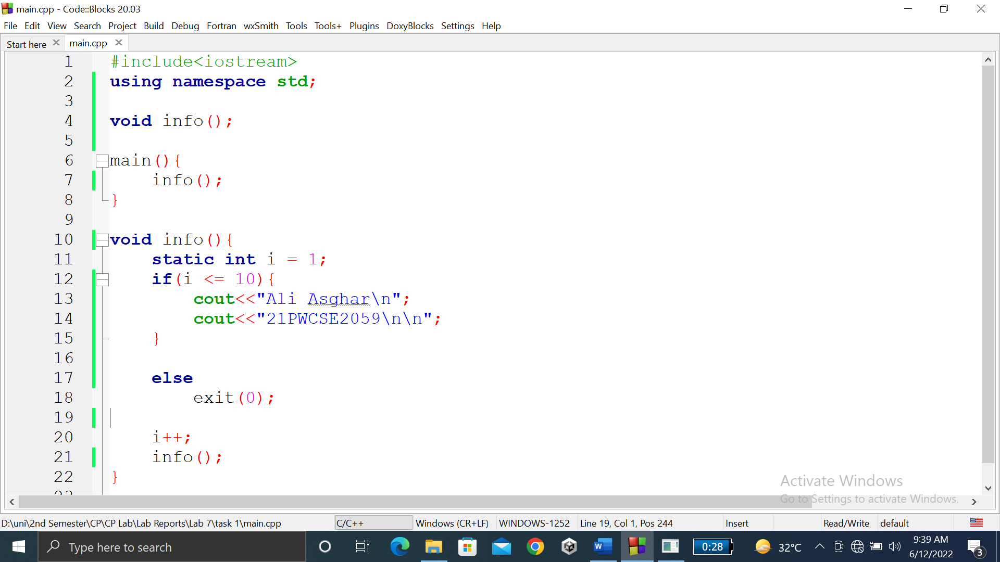 main.cpp - Code::Blocks 20.03
File Edit View Search Project Build Debug Fortran wxSmith Tools Tools+ Plugins DoxyBlocks Settings Help
Start here main.cpp
1 #include<iostream>
2 using namespace std;
3
4 void info();
5
6 main(){
7 info();
8 }
9
10 void info(){
11 static int i = 1;
12 if(i <= 10){
13 cout<<"Ali Asghar\n";
14 cout<<"21PWCSE2059\n\n";
15 }
16
17 else
18 exit(0);
19
20 i++;
21 info();
22 }
Activate Windows
Go to Settings to activate Windows.
D:\uni\2nd Semester\CP\CP Lab\Lab Reports\Lab 7\task 1\main.cpp C/C++ Windows (CR+LF) WINDOWS-1252 Line 19, Col 1, Pos 244 Insert Read/Write default
Type here to search 0:28 32°C 9:39 AM
6/12/2022 3